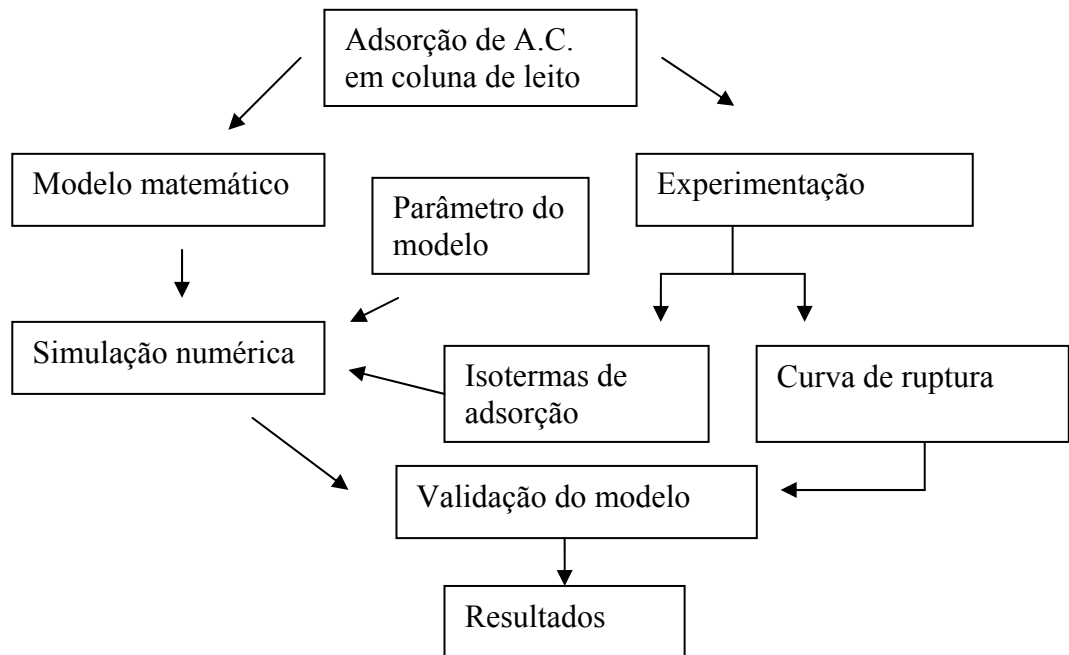 Adsorção de A.C.
em coluna de leito
Modelo matemático
Experimentação
Parâmetro do
modelo
Simulação numérica
Isotermas de
adsorção
Curva de ruptura
Validação do modelo
Resultados